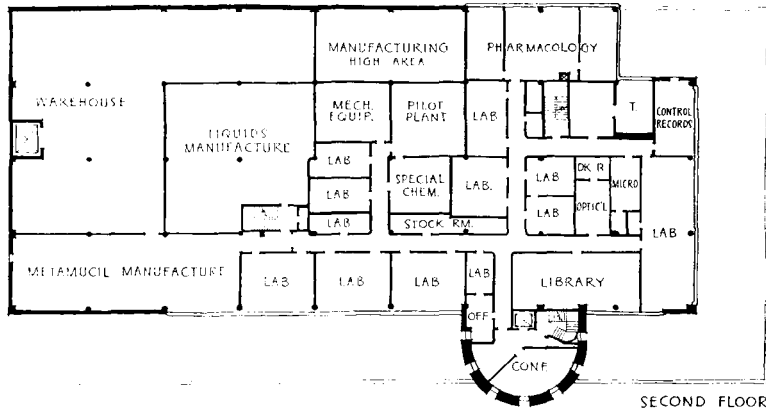 MANUFACTURING
HIGH AREA
PHARMACOLOGY
WAREHOUSE
LIQUIDS
MANUFACTURE
MECH.
EQUIP.
PILOT
PLANT
LAB
T.
CONTROL
RECORDS
LAB
LAB
LAB
SPECIAL
CHEM.
LAB.
STOCK RM.
LAB
LAB
DK R
OPTIC'L
MICRO
LAB
METAMUCIL MANUFACTURE
LAB
LAB
LAB
LAB
OFF
LIBRARY
CONF.
SECOND FLOOR